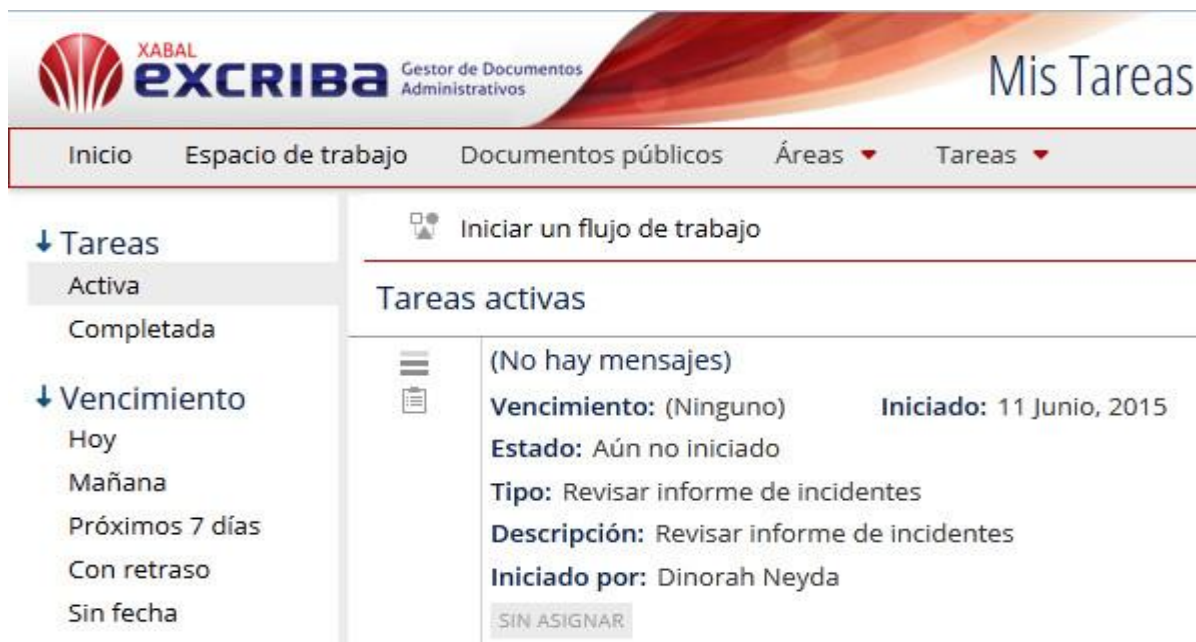 XABAL
excriba
Gestor de Documentos
Administrativos
Mis Tareas
Inicio Espacio de trabajo Documentos públicos Áreas Tareas
Tareas
Activa
Completada
Vencimiento
Hoy
Mañana
Próximos 7 días
Con retraso
Sin fecha
Iniciar un flujo de trabajo
Tareas activas
(No hay mensajes)
Vencimiento: (Ninguno) Iniciado: 11 Junio, 2015
Estado: Aún no iniciado
Tipo: Revisar informe de incidentes
Descripción: Revisar informe de incidentes
Iniciado por: Dinorah Neyda
SIN ASIGNAR